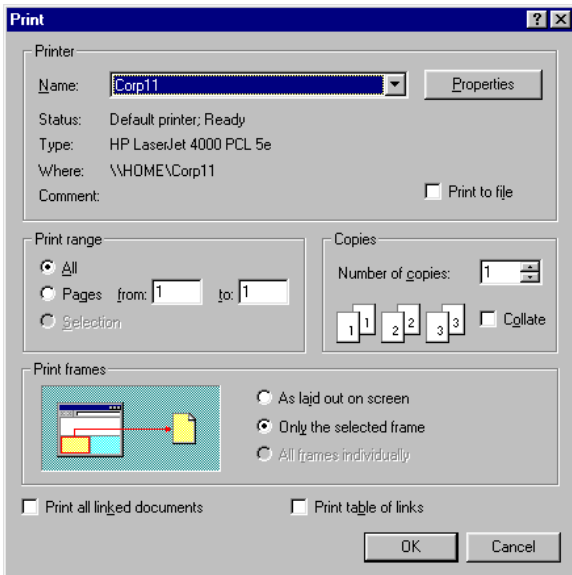 Print
Printer
Name: Corp11 Properties
Status: Default printer; Ready
Type: HP LaserJet 4000 PCL 5e
Where: \\HOME\Corp11
Comment: Print to file
Print range
All
Pages from: 1 to: 1
Selection
Copies
Number of copies: 1
1 1 2 2 3 3 Collate
Print frames
As laid out on screen
Only the selected frame
All frames individually
Print all linked documents Print table of links
OK Cancel